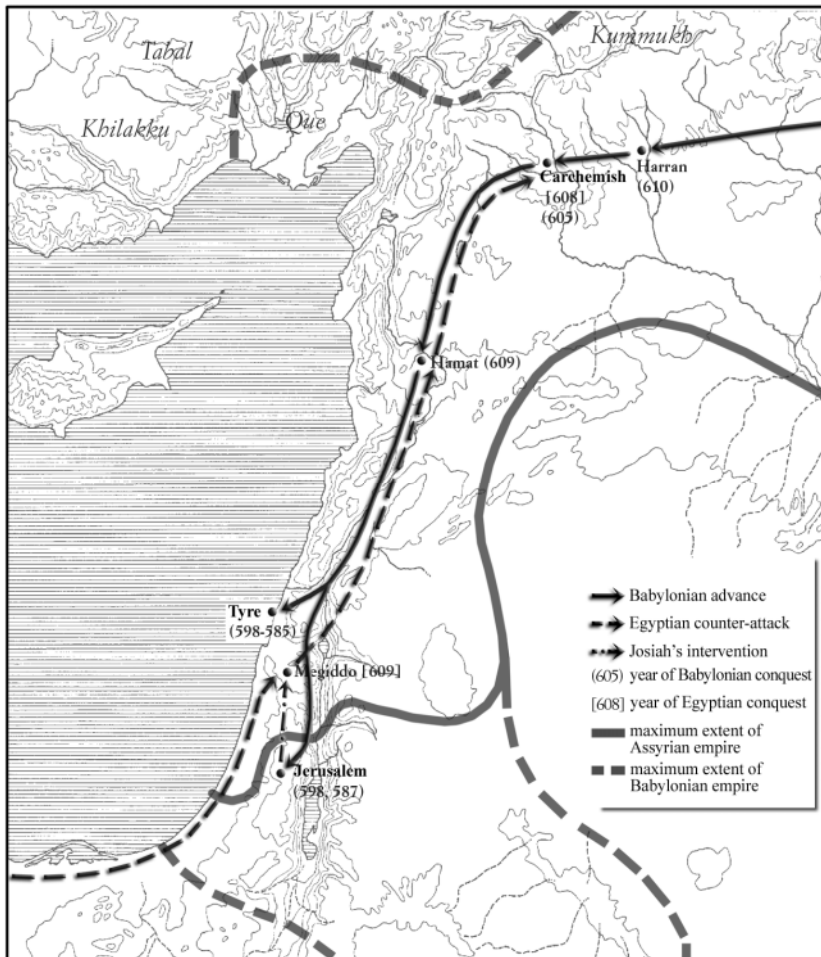 Tabal
Kummukh
Khilakku
Que
Carchemish
[608]
(605)
Harran
(610)
Hamat (609)
Tyre
(598-585)
Megiddo [609]
Jerusalem
(598, 587)
Babylonian advance
Egyptian counter-attack
Josiah's intervention
(605) year of Babylonian conquest
[608] year of Egyptian conquest
maximum extent of
Assyrian empire
maximum extent of
Babylonian empire